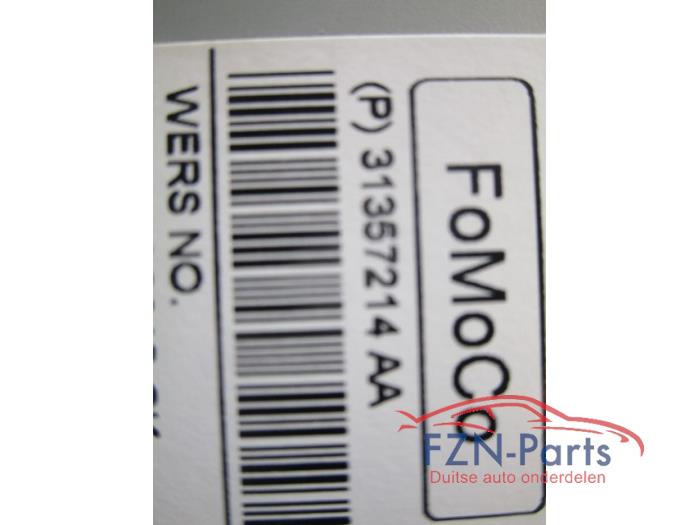 FoMoCo
(P) 31357214 AA
WERS NO.
FZN-Parts
Duitse auto onderdelen